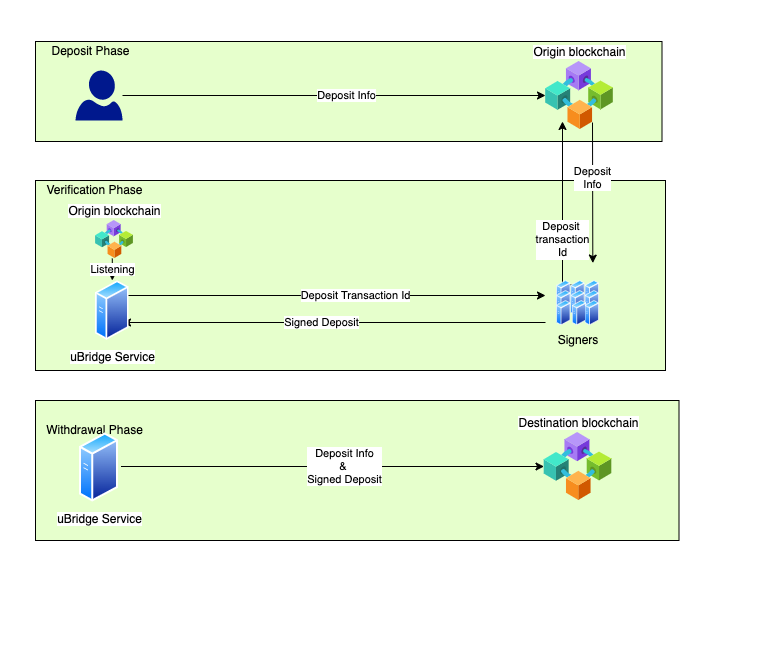 Deposit Phase
Origin blockchain
Deposit Info
Deposit
Info
Verification Phase
Origin blockchain
Deposit
transaction
Id
Listening
Deposit Transaction Id
Signed Deposit
Signers
uBridge Service
Withdrawal Phase
Destination blockchain
Deposit Info
&
Signed Deposit
uBridge Service